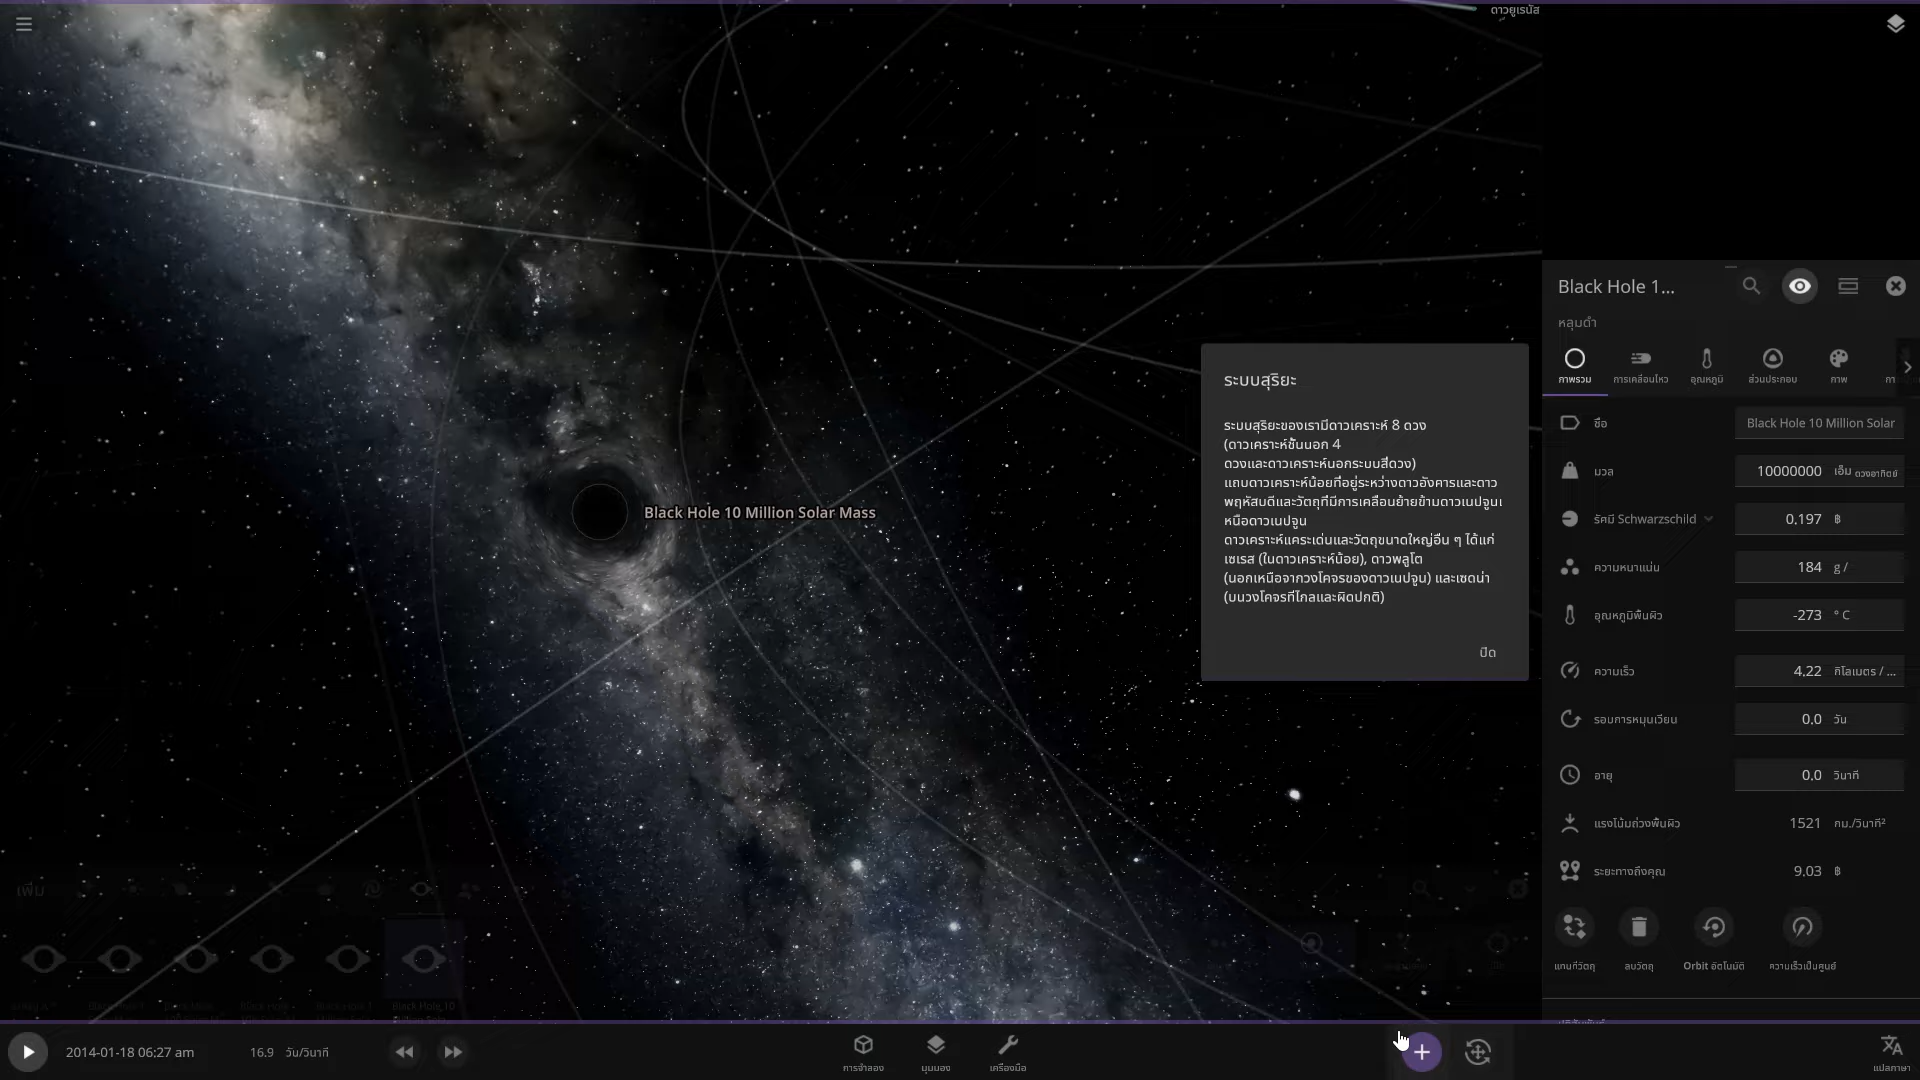 ดาวยูเรนัส
Black Hole 1...
หลุมดำ
ภาพรวม
การเคลื่อนไหว
อุณหภูมิ
ส่วนประกอบ
ภาพ
ชื่อ
Black Hole 10 Million Solar
มวล
10000000 เอ็ม ดวงอาทิตย์
รัศมี Schwarzschild
0.197 ฿
ความหนาแน่น
184 g /
อุณหภูมิพื้นผิว
-273 ° C
ความเร็ว
4.22 กิโลเมตร / ...
รอบการหมุนเวียน
0.0 วัน
อายุ
0.0 วินาที
แรงโน้มถ่วงพื้นผิว
1521 กม./วินาที²
ระยะทางถึงคุณ
9.03 ฿
แทนที่วัตถุ
ลบวัตถุ
Orbit อัตโนมัติ
ความเร็วเป็นศูนย์
ระบบสุริยะ
ระบบสุริยะของเรามีดาวเคราะห์ 8 ดวง
(ดาวเคราะห์ชั้นนอก 4
ดวงและดาวเคราะห์นอกระบบสี่ดวง)
แถบดาวเคราะห์น้อยที่อยู่ระหว่างดาวอังคารและดาว
พฤหัสบดีและวัตถุที่มีการเคลื่อนย้ายข้ามดาวเนปจูนเ
หนือดาวเนปจูน
ดาวเคราะห์แคระเด่นและวัตถุขนาดใหญ่อื่น ๆ ได้แก่
เซเรส (ในดาวเคราะห์น้อย), ดาวพลูโต
(นอกเหนือจากวงโคจรของดาวเนปจูน) และเซดน่า
(บนวงโคจรที่ไกลและผิดปกติ)
ปิด
Black Hole 10 Million Solar Mass
เพิ่ม
2014-01-18 06:27 am
16.9 วัน/วินาที
การจำลอง
มุมมอง
เครื่องมือ
แปลภาษา